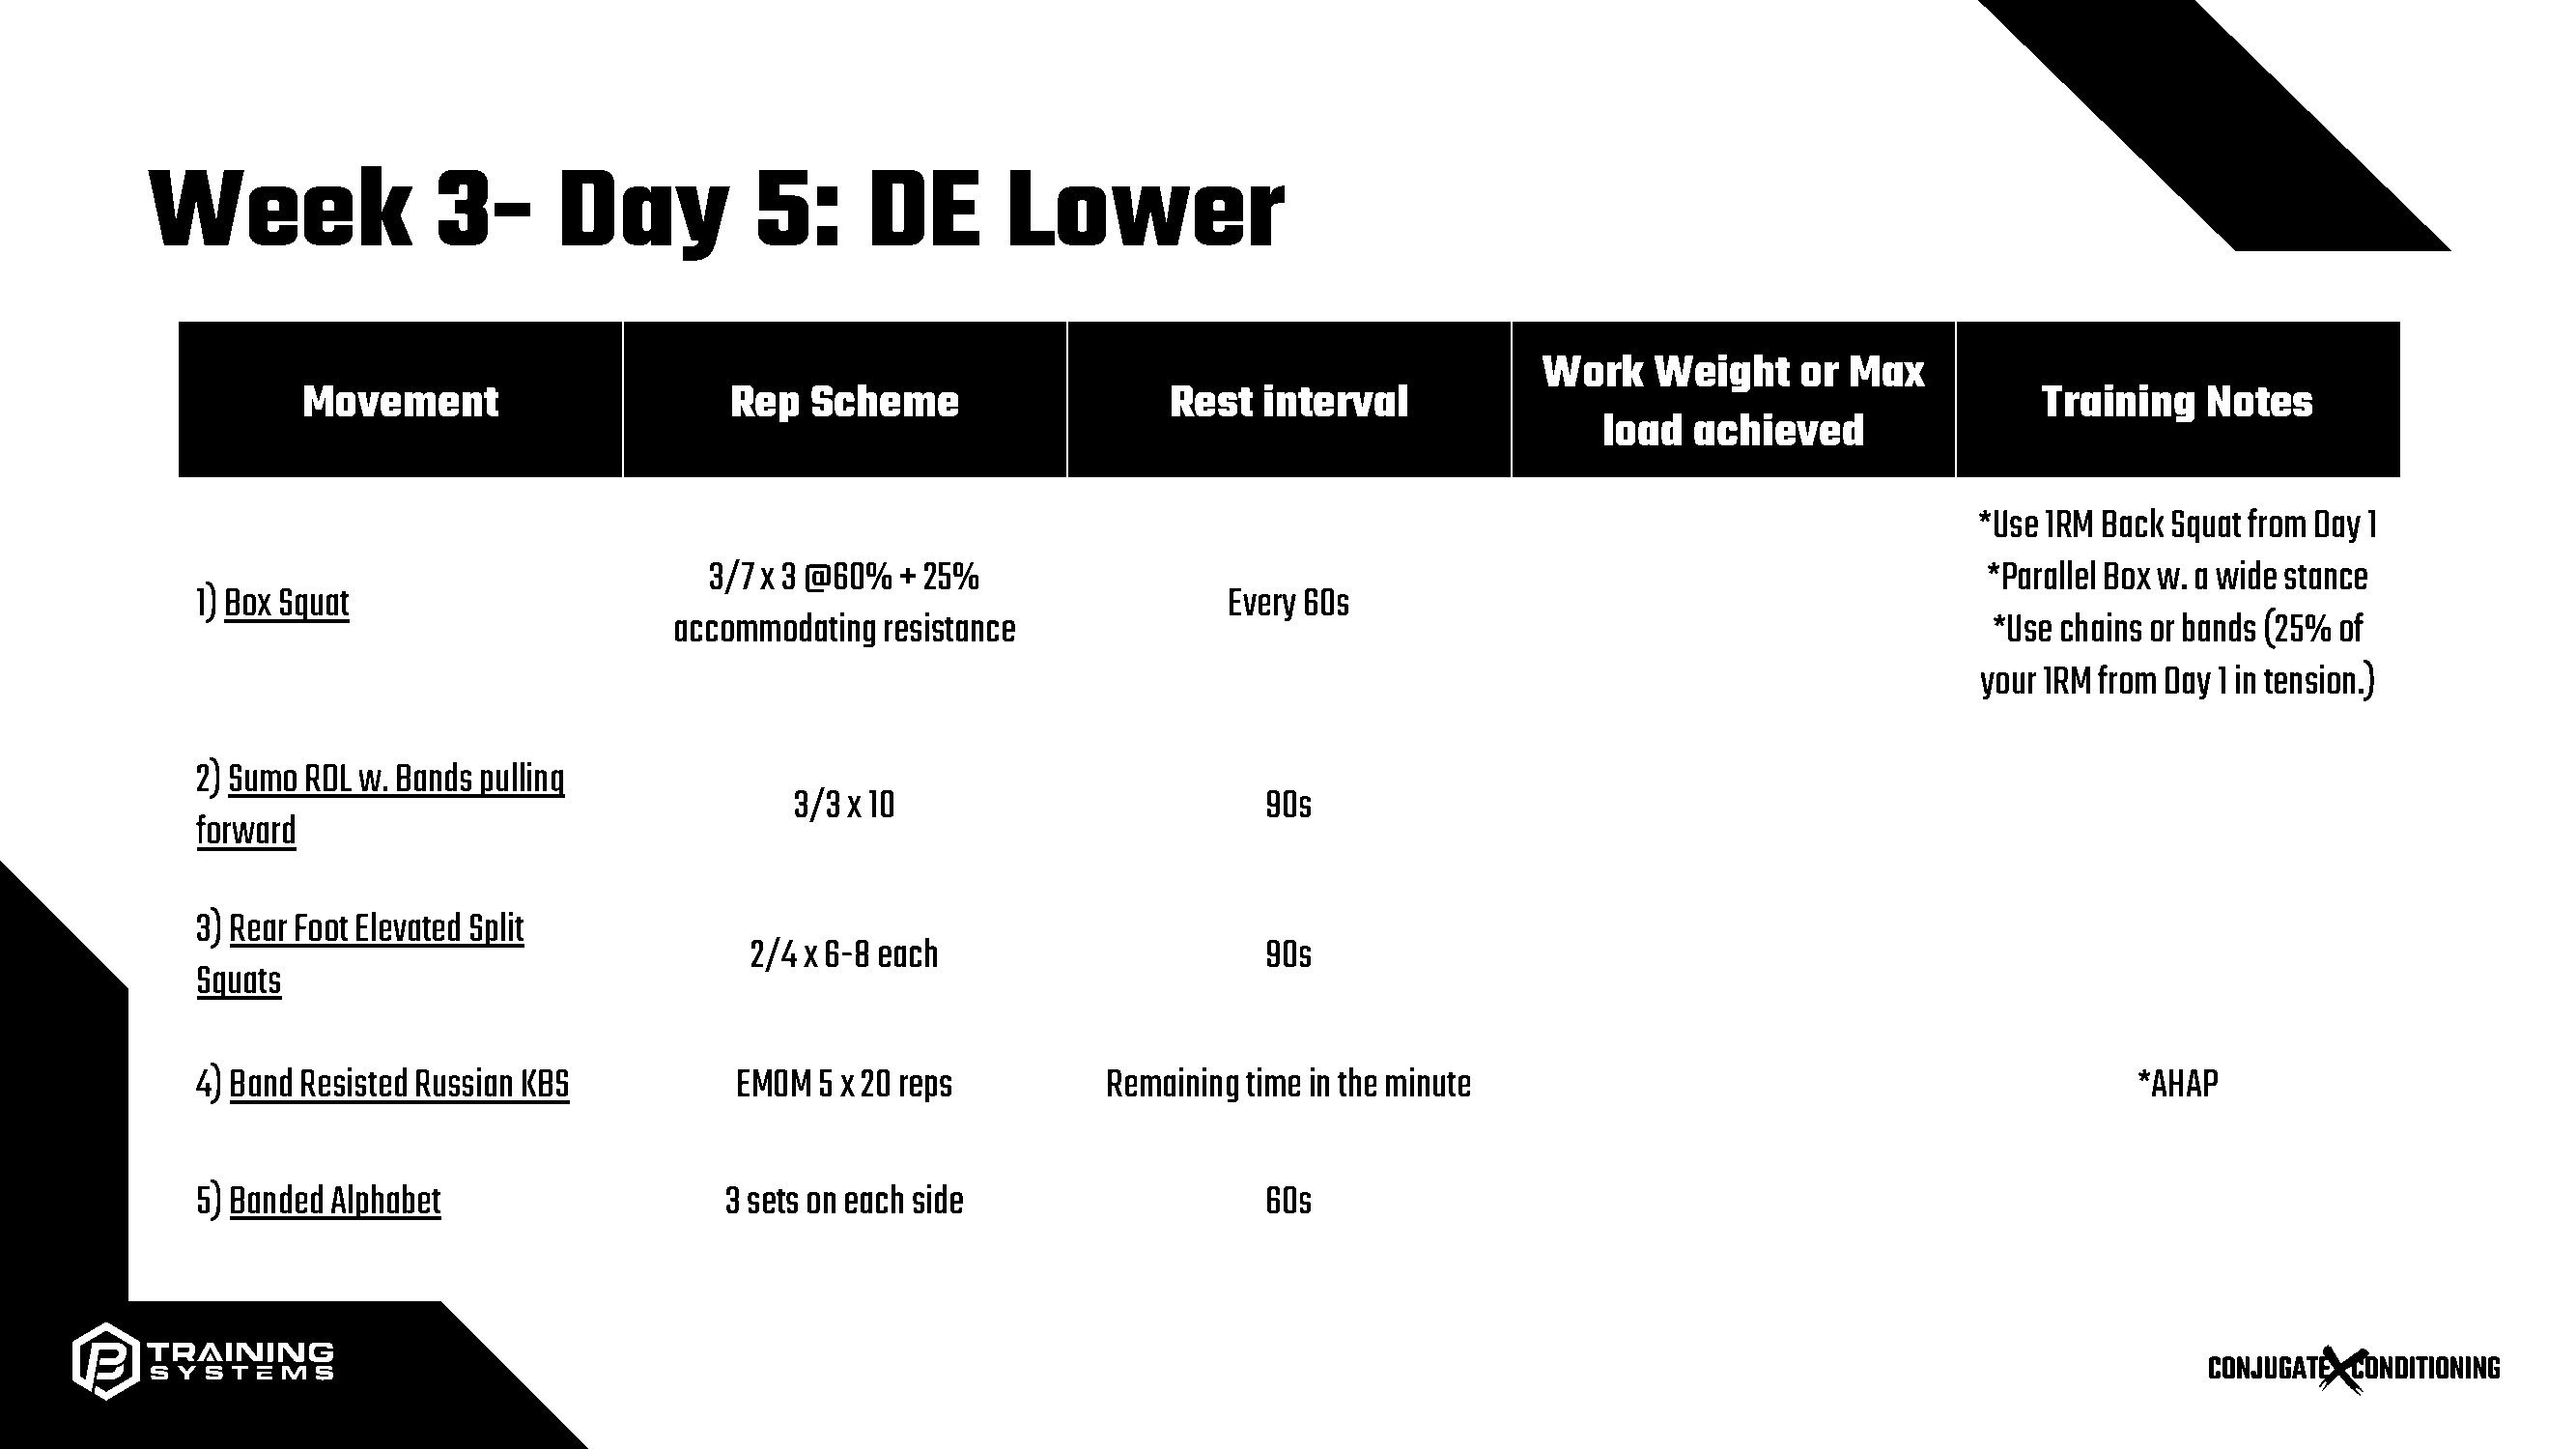 Week 3- Day 5: DE Lower
Movement
Rep Scheme
Rest interval
Work Weight or Max
load achieved
Training Notes
1) Box Squat
3/7 x 3 @60% + 25%
accommodating resistance
Every 60s
*Use 1RM Back Squat from Day 1
*Parallel Box w. a wide stance
*Use chains or bands (25% of
your 1RM from Day 1 in tension.)
2) Sumo RDL w. Bands pulling
forward
3/3 x 10
90s
3) Rear Foot Elevated Split
Squats
2/4 x 6-8 each
90s
4) Band Resisted Russian KBS
EMOM 5 x 20 reps
Remaining time in the minute
*AHAP
5) Banded Alphabet
3 sets on each side
60s
TRAINING
SYSTEMS
CONJUGATE X CONDITIONING